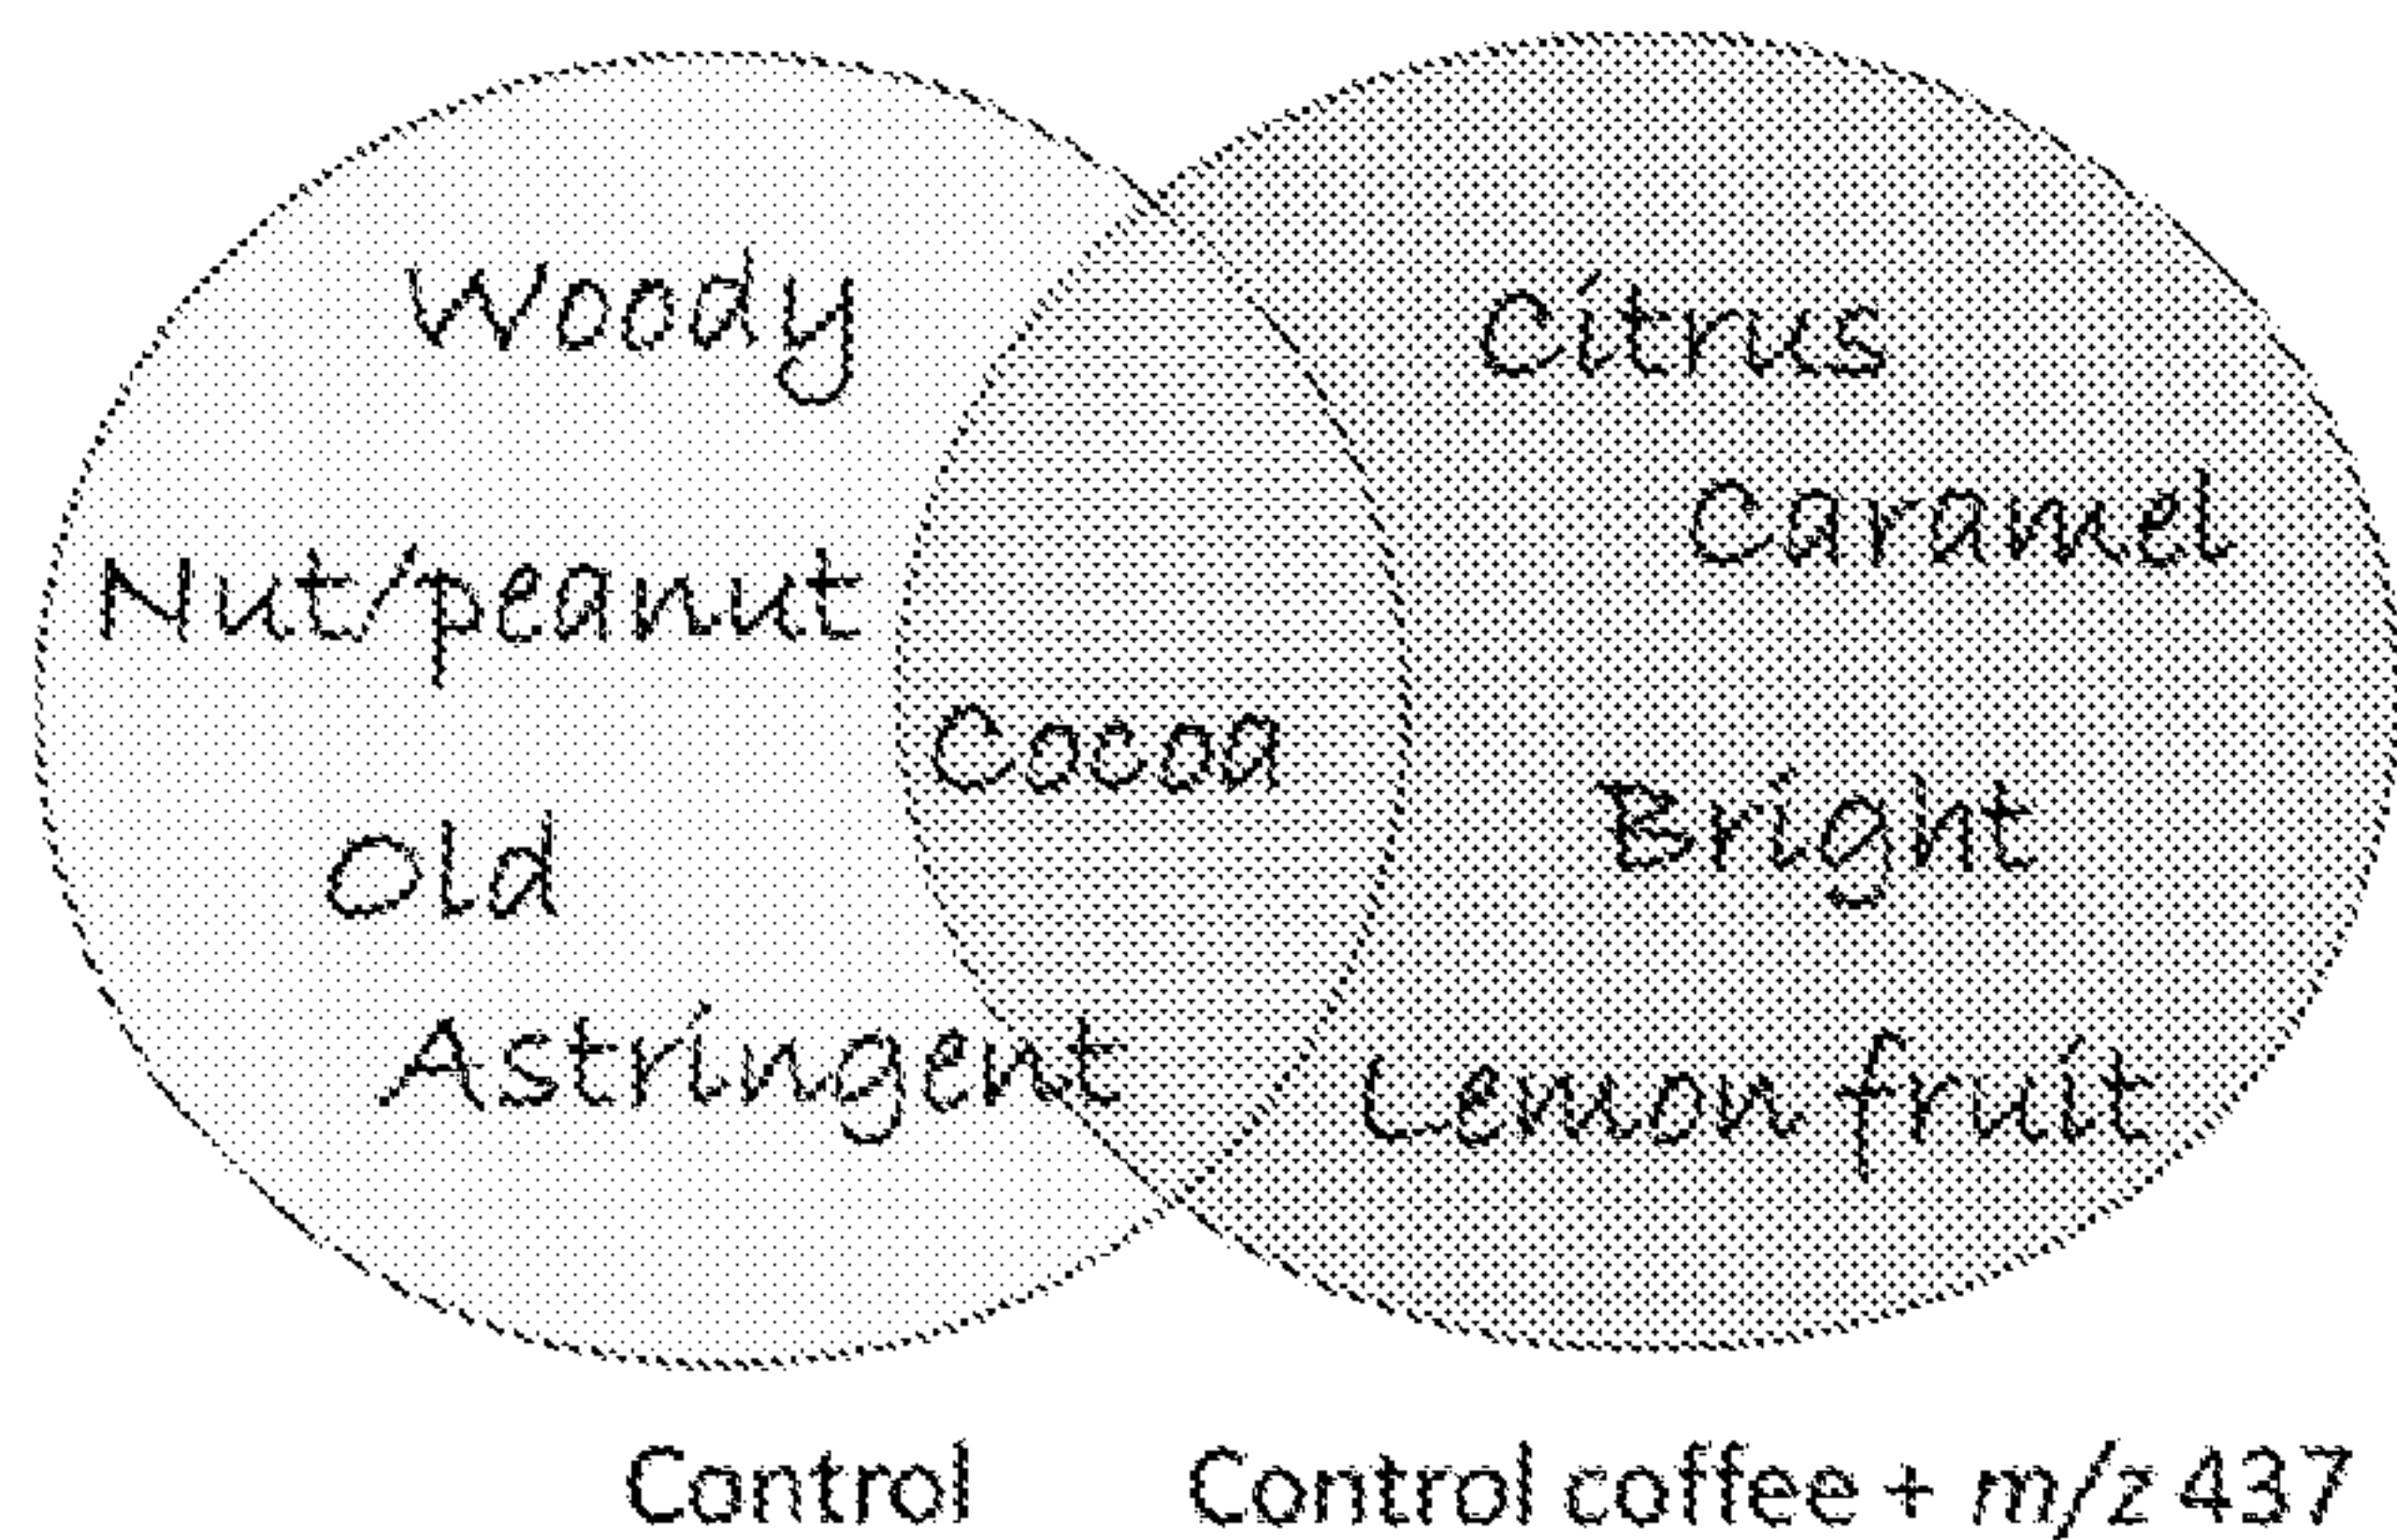 Woody
Citrus
Caramel
Nut/peanut
Cocoa
Bright
Old
Astringent
Lemon fruit
Control
Control coffee + m/z 437